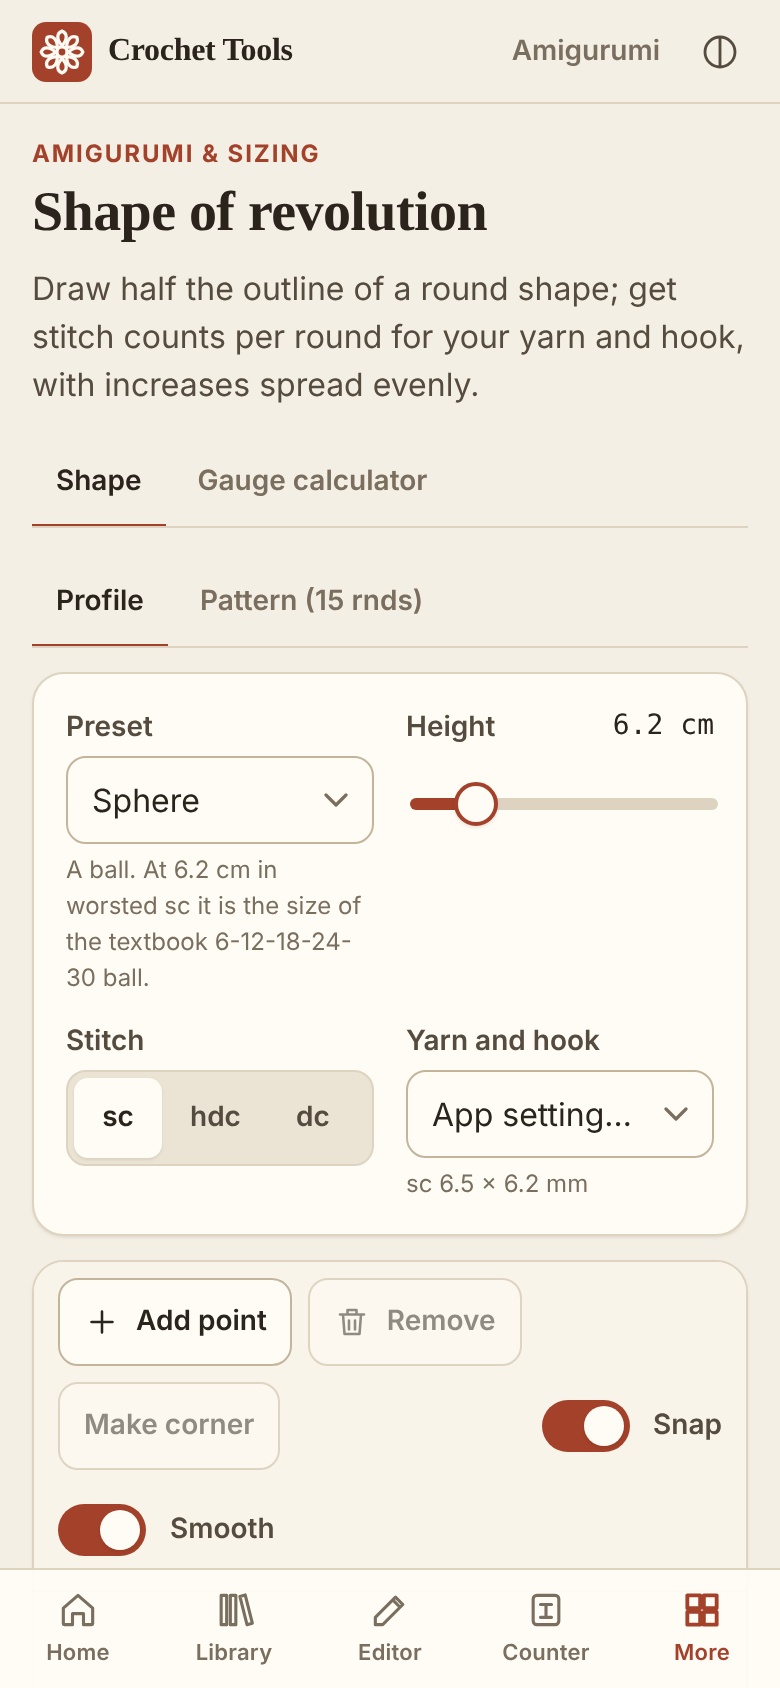 Crochet Tools
Amigurumi
AMIGURUMI & SIZING
Shape of revolution
Draw half the outline of a round shape; get
stitch counts per round for your yarn and hook,
with increases spread evenly.
Shape
Gauge calculator
Profile
Pattern (15 rnds)
Preset
Sphere
A ball. At 6.2 cm in
worsted sc it is the size of
the textbook 6-12-18-24-
30 ball.
Height
6.2 cm
Stitch
sc
hdc
dc
Yarn and hook
App setting...
sc 6.5 × 6.2 mm
Add point
Remove
Make corner
Snap
Smooth
Home
Library
Editor
Counter
More